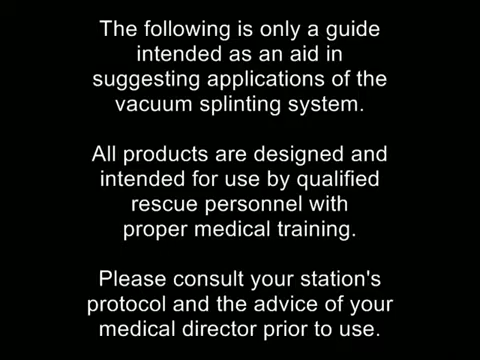 The following is only a guide
intended as an aid in
suggesting applications of the
vacuum splinting system.
All products are designed and
intended for use by qualified
rescue personnel with
proper medical training.
Please consult your station's
protocol and the advice of your
medical director prior to use.